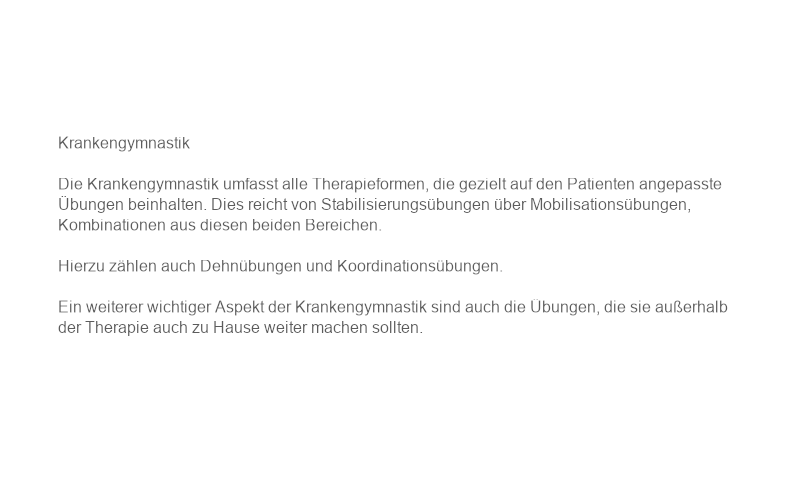 Krankengymnastik
Die Krankengymnastik umfasst alle Therapieformen, die gezielt auf den Patienten angepasste
Übungen beinhalten. Dies reicht von Stabilisierungsübungen über Mobilisationsübungen,
Kombinationen aus diesen beiden Bereichen.
Hierzu zählen auch Dehnübungen und Koordinationsübungen.
Ein weiterer wichtiger Aspekt der Krankengymnastik sind auch die Übungen, die sie außerhalb
der Therapie auch zu Hause weiter machen sollten.